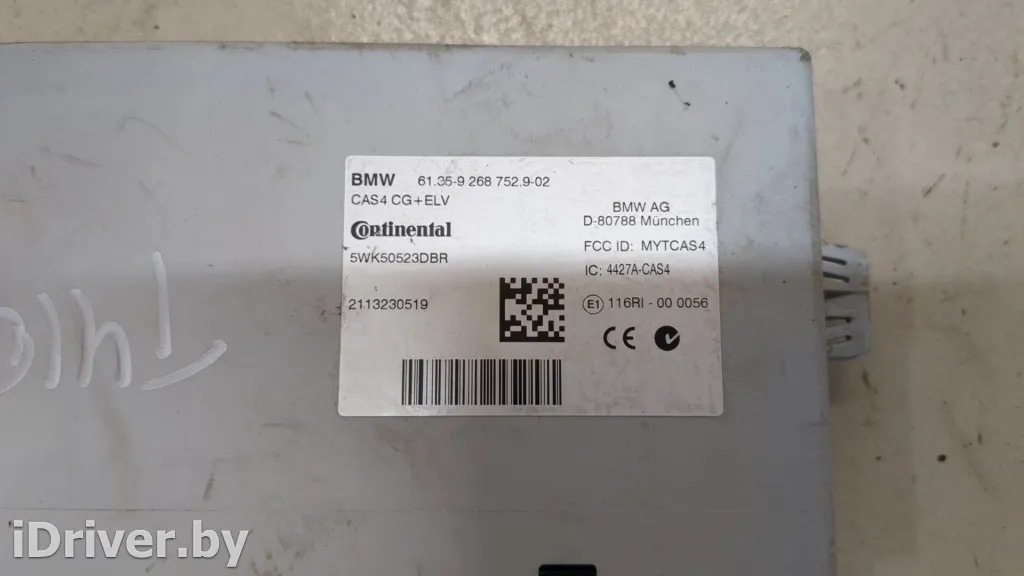 BMW 61.35-9 268 752.9-02
CAS4 CG+ELV
Continental
5WK50523DBR
2113230519
BMW AG
D-80788 München
FCC ID: MYTCAS4
IC: 4427A-CAS4
E1 116RI - 00 0056
CE
iDriver.by